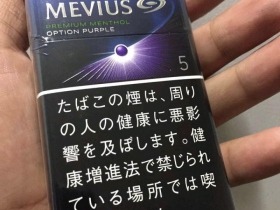 MEVIUS
PREMIUM MENTHOL
OPTION PURPLE
5
たばこの煙は、周り
の人の健康に悪影
響を及ぼします。健
康増進法で禁じられ
ている場所では喫